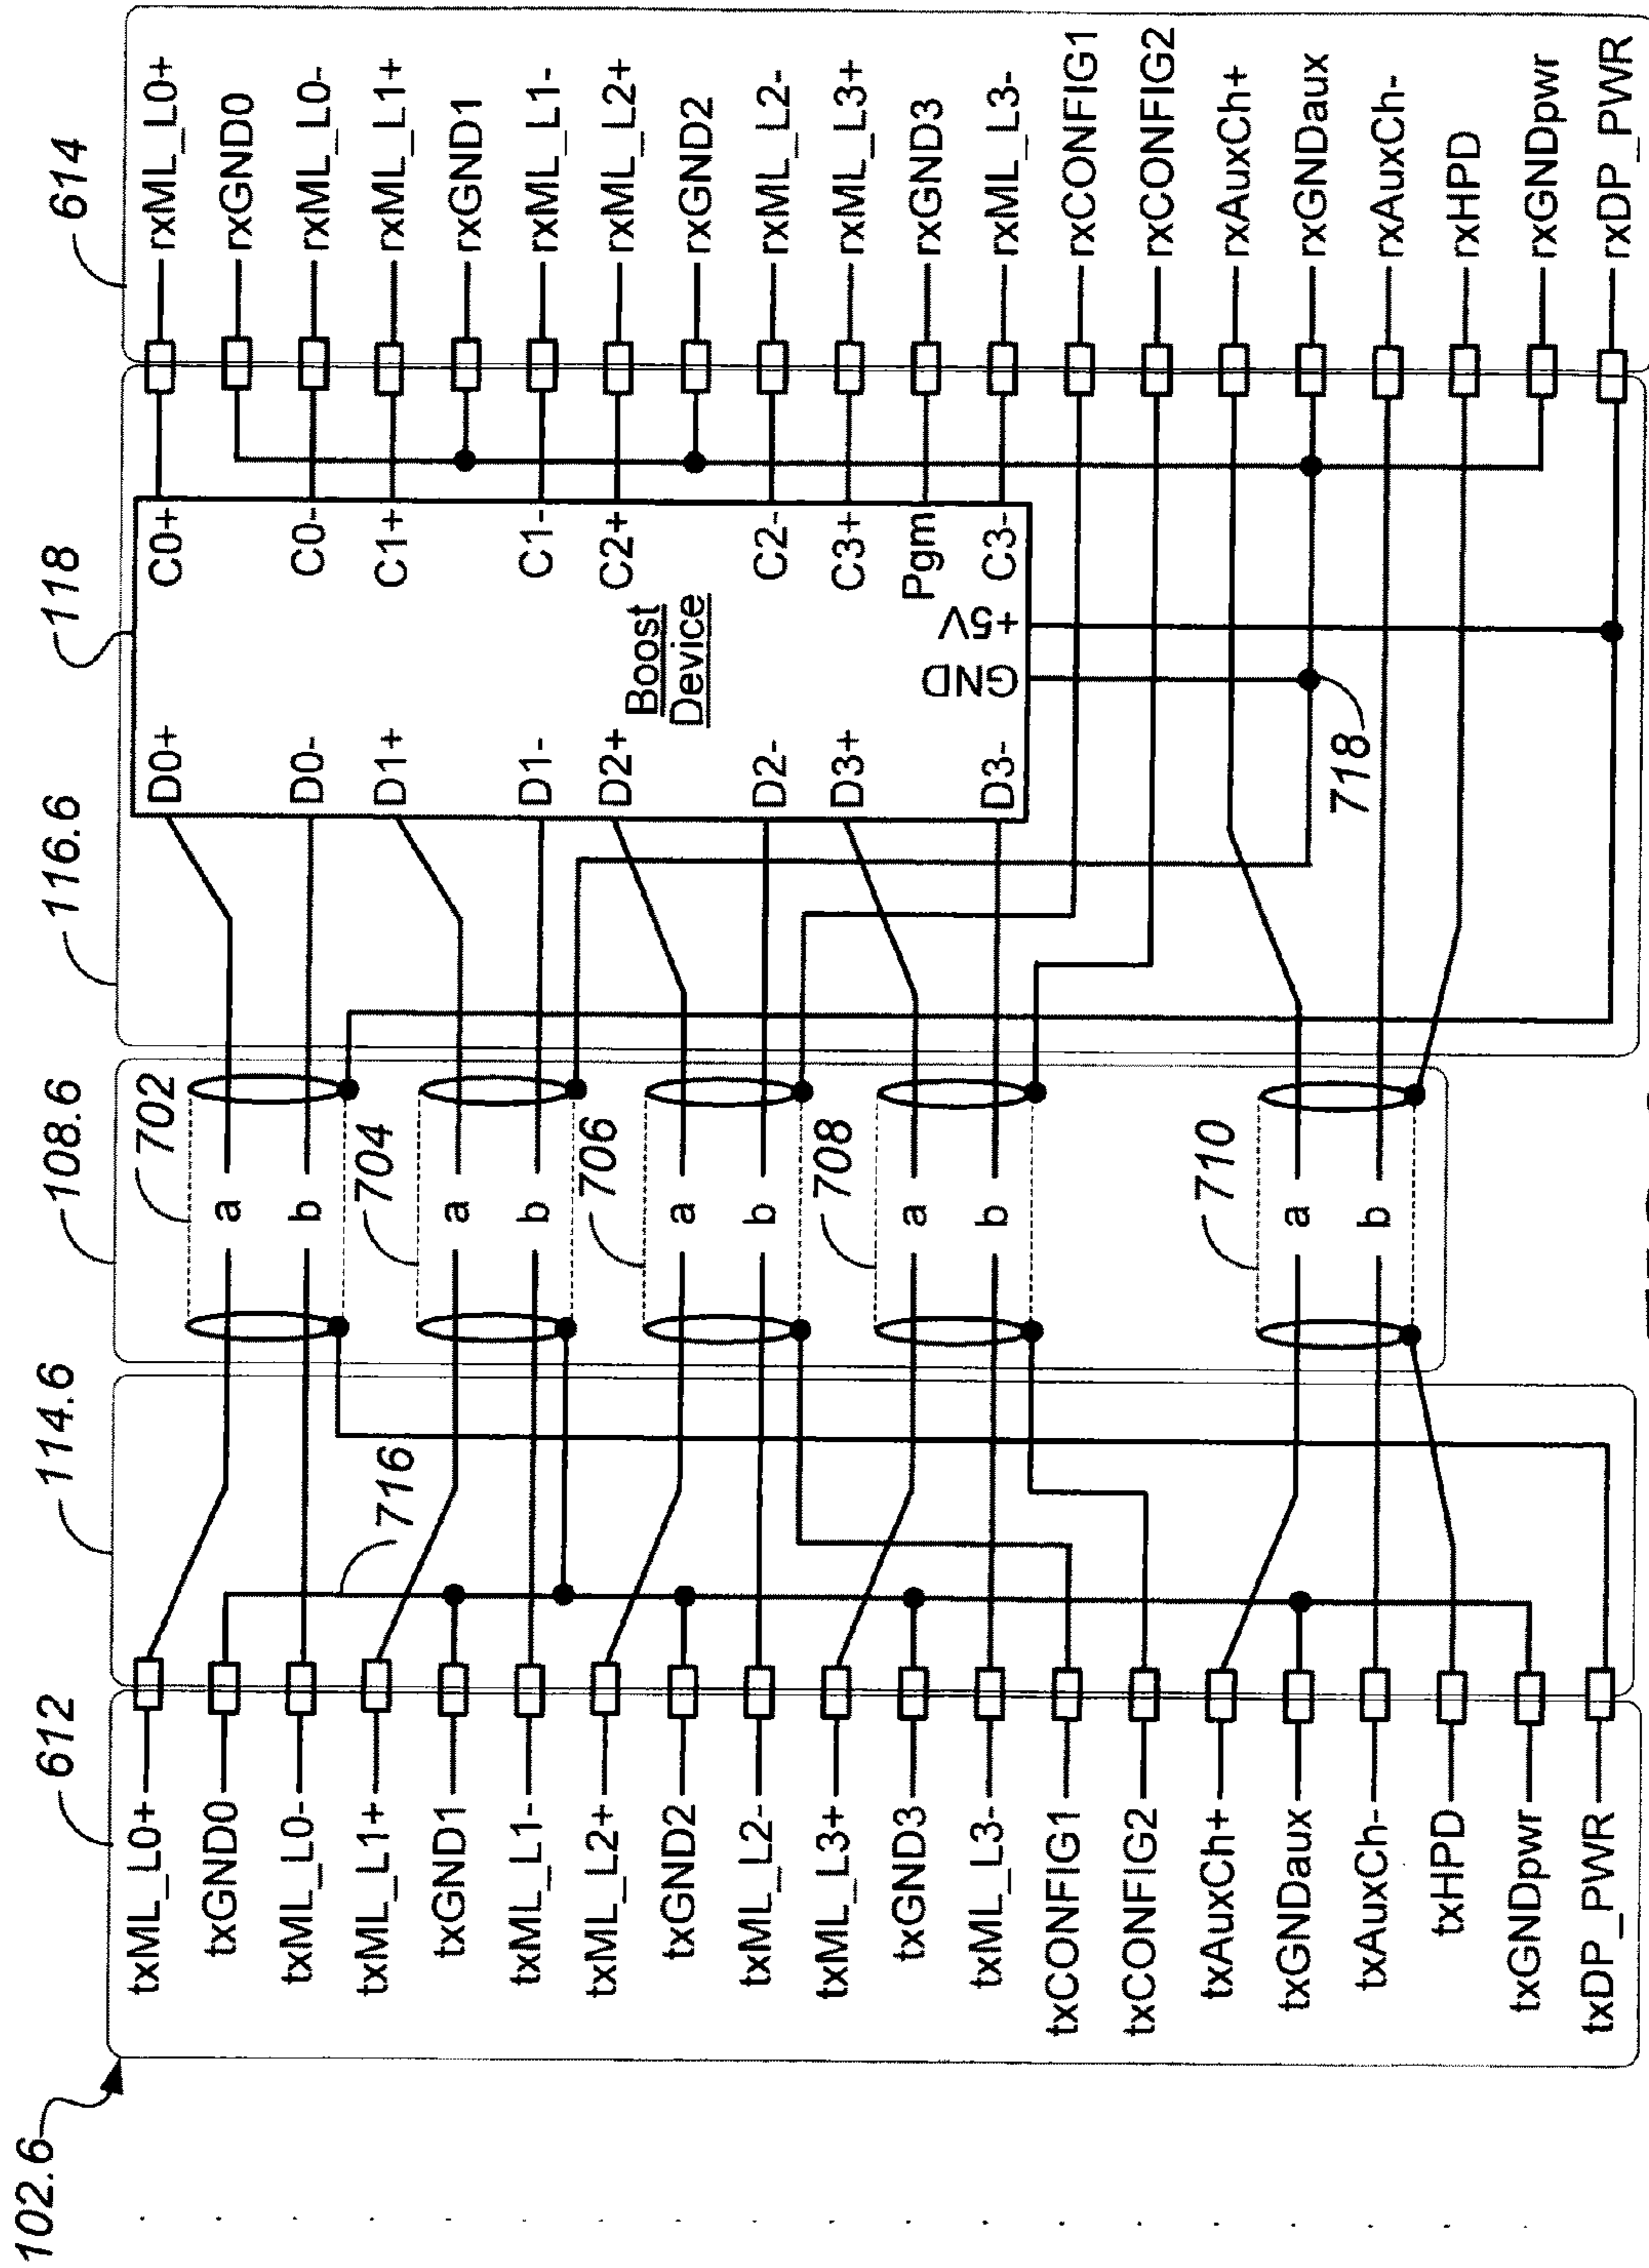 102.6
612
114.6
108.6
116.6
118
614
txML_L0+
txGND0
txML_L0-
txML_L1+
txGND1
txML_L1-
txML_L2+
txGND2
txML_L2-
txML_L3+
txGND3
txML_L3-
txCONFIG1
txCONFIG2
txAuxCh+
txGNDaux
txAuxCh-
txHPD
txGNDpwr
txDP_PWR
716
702
a
b
704
a
b
706
a
b
708
a
b
710
a
b
D0+
D0-
D1+
D1-
D2+
D2-
D3+
D3-
Boost
Device
GND
+5V
C0+
C0-
C1+
C1-
C2+
C2-
C3+
Pgm
C3-
718
rxML_L0+
rxGND0
rxML_L0-
rxML_L1+
rxGND1
rxML_L1-
rxML_L2+
rxGND2
rxML_L2-
rxML_L3+
rxGND3
rxML_L3-
rxCONFIG1
rxCONFIG2
rxAuxCh+
rxGNDaux
rxAuxCh-
rxHPD
rxGNDpwr
rxDP_PWR